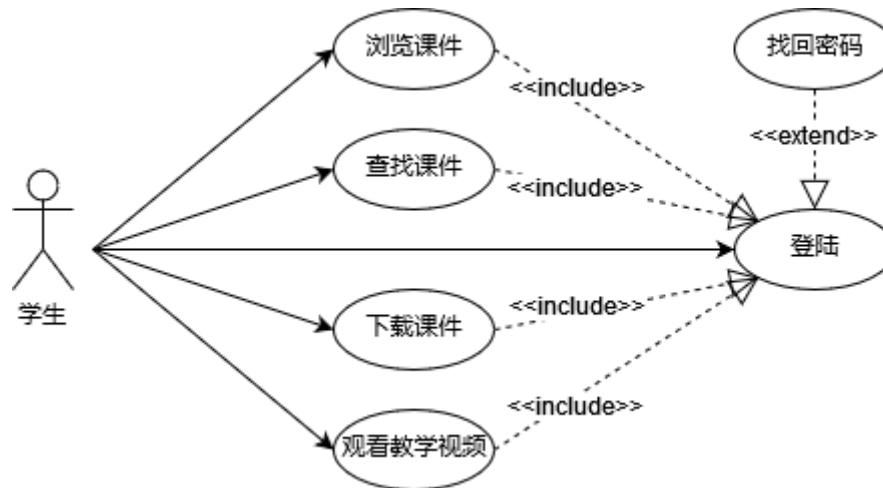 浏览课件
找回密码
<<include>>
<<extend>>
查找课件
<<include>>
登陆
学生
下载课件
<<include>>
<<include>>
观看教学视频